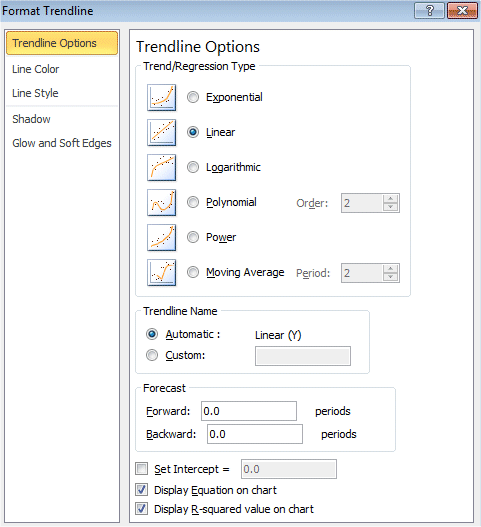 Format Trendline
?
Trendline Options
Line Color
Line Style
Shadow
Glow and Soft Edges
Trendline Options
Trend/Regression Type
Exponential
Linear
Logarithmic
Polynomial Order: 2
Power
Moving Average Period: 2
Trendline Name
Automatic : Linear (Y)
Custom:
Forecast
Forward: 0.0 periods
Backward: 0.0 periods
Set Intercept = 0.0
Display Equation on chart
Display R-squared value on chart